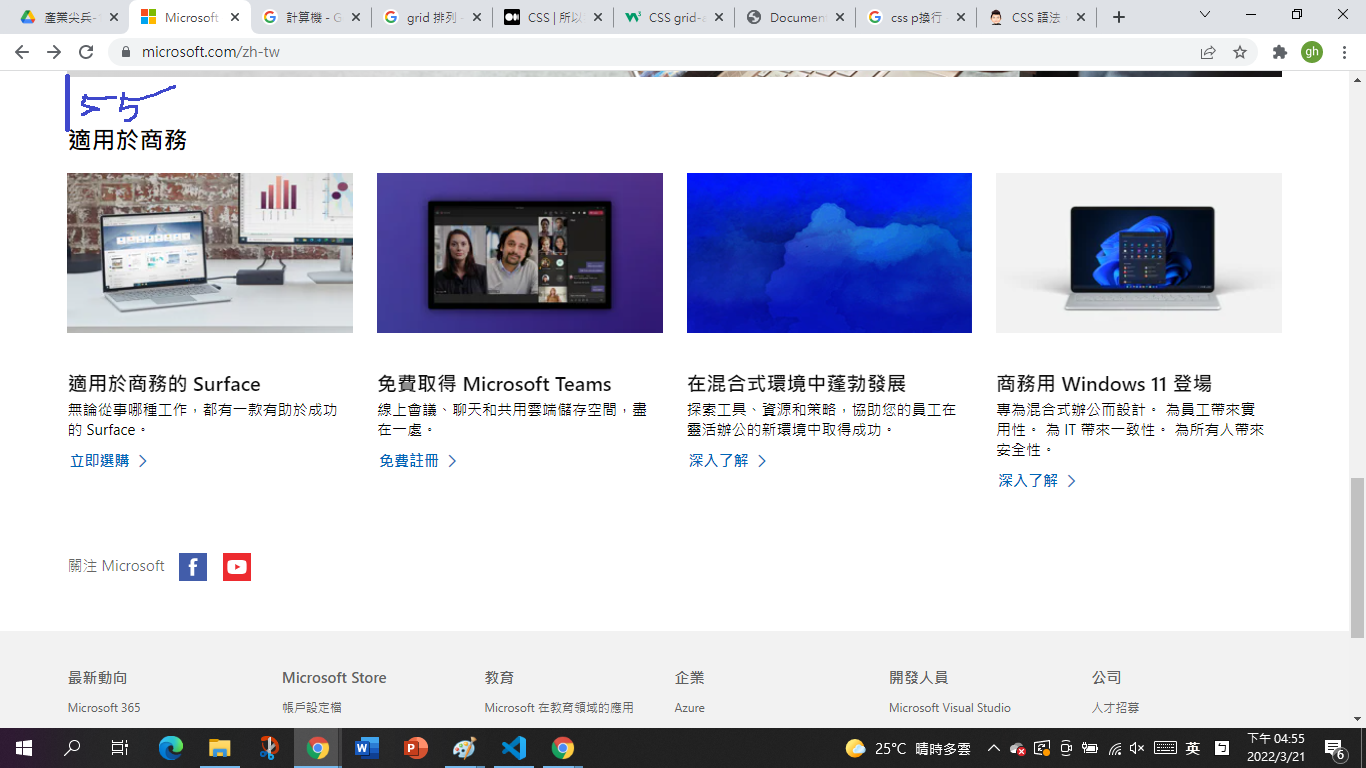 產業尖兵-
Microsoft
計算機 - G
grid 排列 -
CSS | 所以
CSS grid-a
Documen
css p換行
CSS 語法
microsoft.com/zh-tw
gh
55
適用於商務
適用於商務的 Surface
無論從事哪種工作，都有一款有助於成功
的 Surface。
立即選購
免費取得 Microsoft Teams
線上會議、聊天和共用雲端儲存空間，盡
在一處。
免費註冊
在混合式環境中蓬勃發展
探索工具、資源和策略，協助您的員工在
靈活辦公的新環境中取得成功。
深入了解
商務用 Windows 11 登場
專為混合式辦公而設計。 為員工帶來實
用性。 為 IT 帶來一致性。 為所有人帶來
安全性。
深入了解
關注 Microsoft
最新動向
Microsoft Store
教育
企業
開發人員
公司
Microsoft 365
帳戶設定檔
Microsoft 在教育領域的應用
Azure
Microsoft Visual Studio
人才招募
25°C 晴時多雲
英
下午 04:55
2022/3/21
6